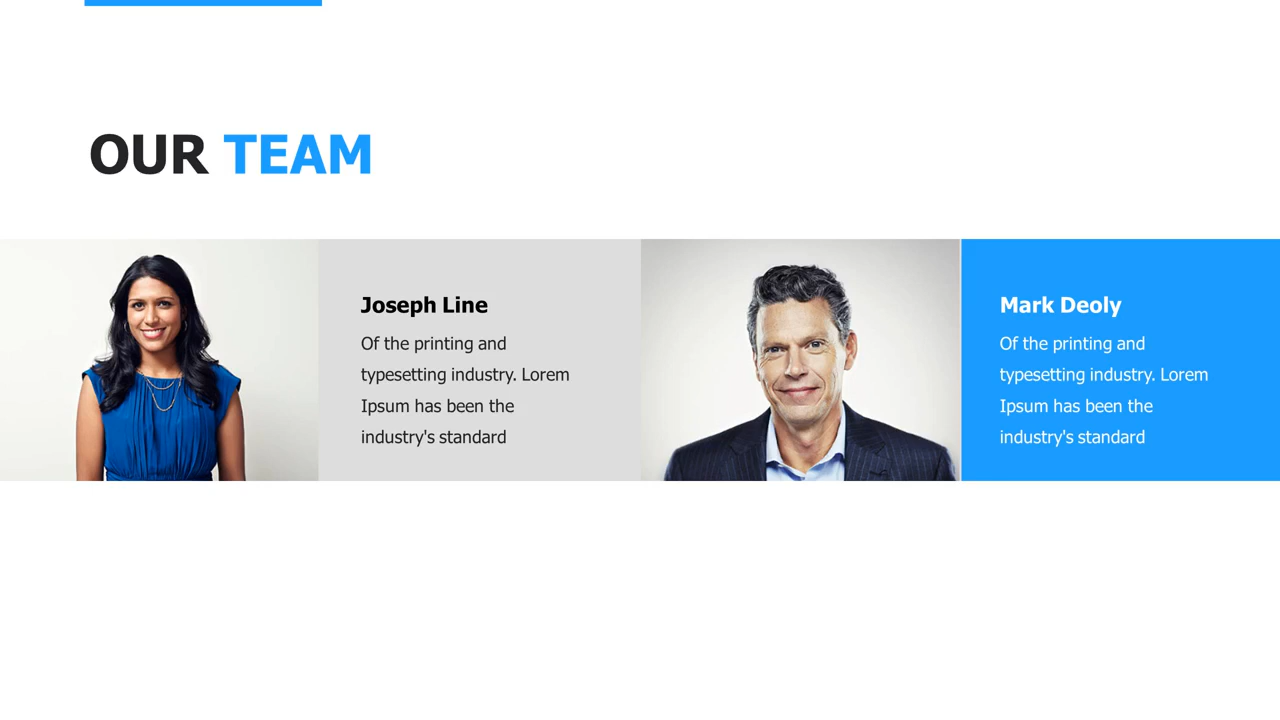 OUR TEAM
Joseph Line
Of the printing and
typesetting industry. Lorem
Ipsum has been the
industry's standard
Mark Deoly
Of the printing and
typesetting industry. Lorem
Ipsum has been the
industry's standard